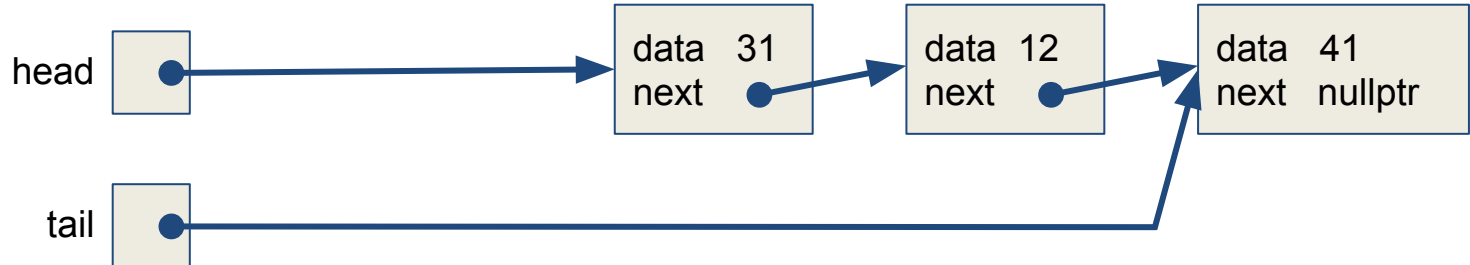 head
data 31
next
data 12
next
data 41
next nullptr
tail